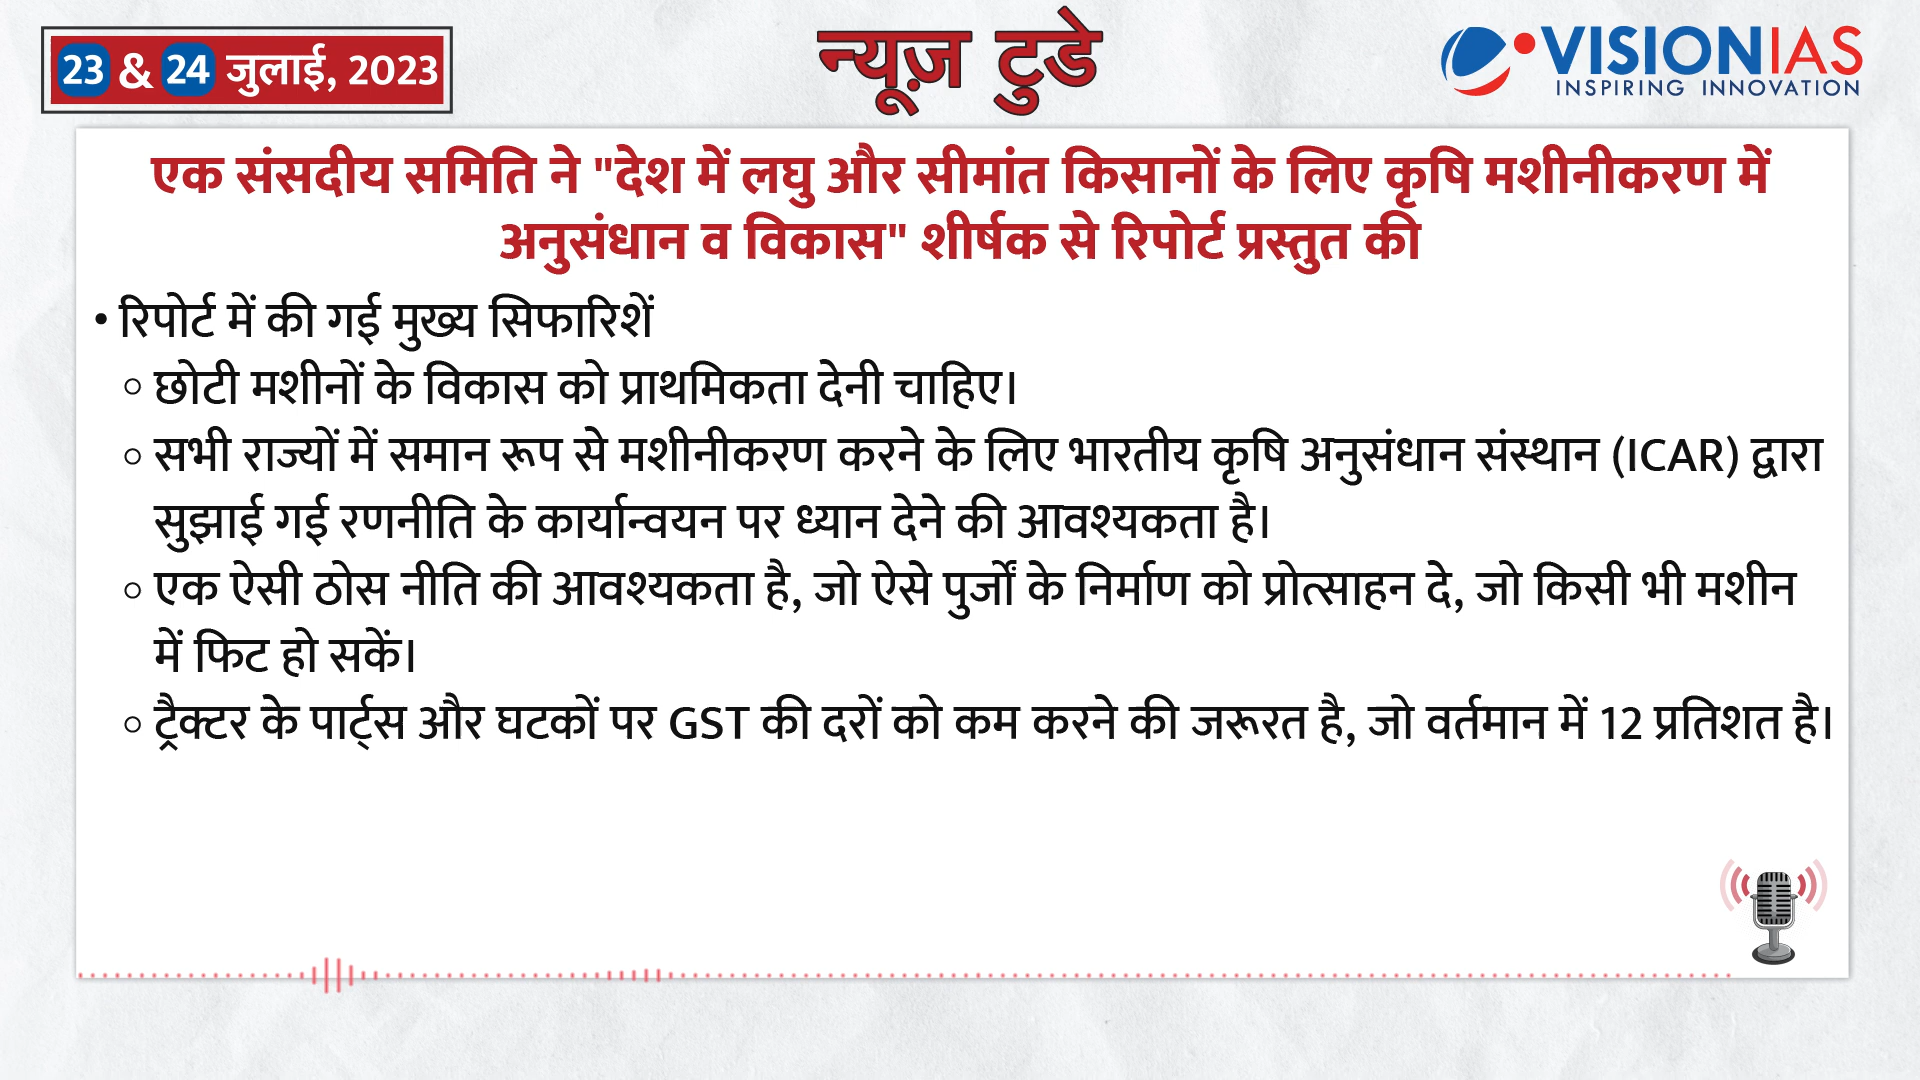 23 & 24 जुलाई, 2023
न्यूज़ टुडे
VISIONIAS
INSPIRING INNOVATION
एक संसदीय समिति ने "देश में लघु और सीमांत किसानों के लिए कृषि मशीनीकरण में
अनुसंधान व विकास" शीर्षक से रिपोर्ट प्रस्तुत की
• रिपोर्ट में की गई मुख्य सिफारिशें
○ छोटी मशीनों के विकास को प्राथमिकता देनी चाहिए।
○ सभी राज्यों में समान रूप से मशीनीकरण करने के लिए भारतीय कृषि अनुसंधान संस्थान (ICAR) द्वारा
सुझाई गई रणनीति के कार्यान्वयन पर ध्यान देने की आवश्यकता है।
○ एक ऐसी ठोस नीति की आवश्यकता है, जो ऐसे पुर्जों के निर्माण को प्रोत्साहन दे, जो किसी भी मशीन
में फिट हो सकें।
○ ट्रैक्टर के पार्ट्स और घटकों पर GST की दरों को कम करने की जरूरत है, जो वर्तमान में 12 प्रतिशत है।